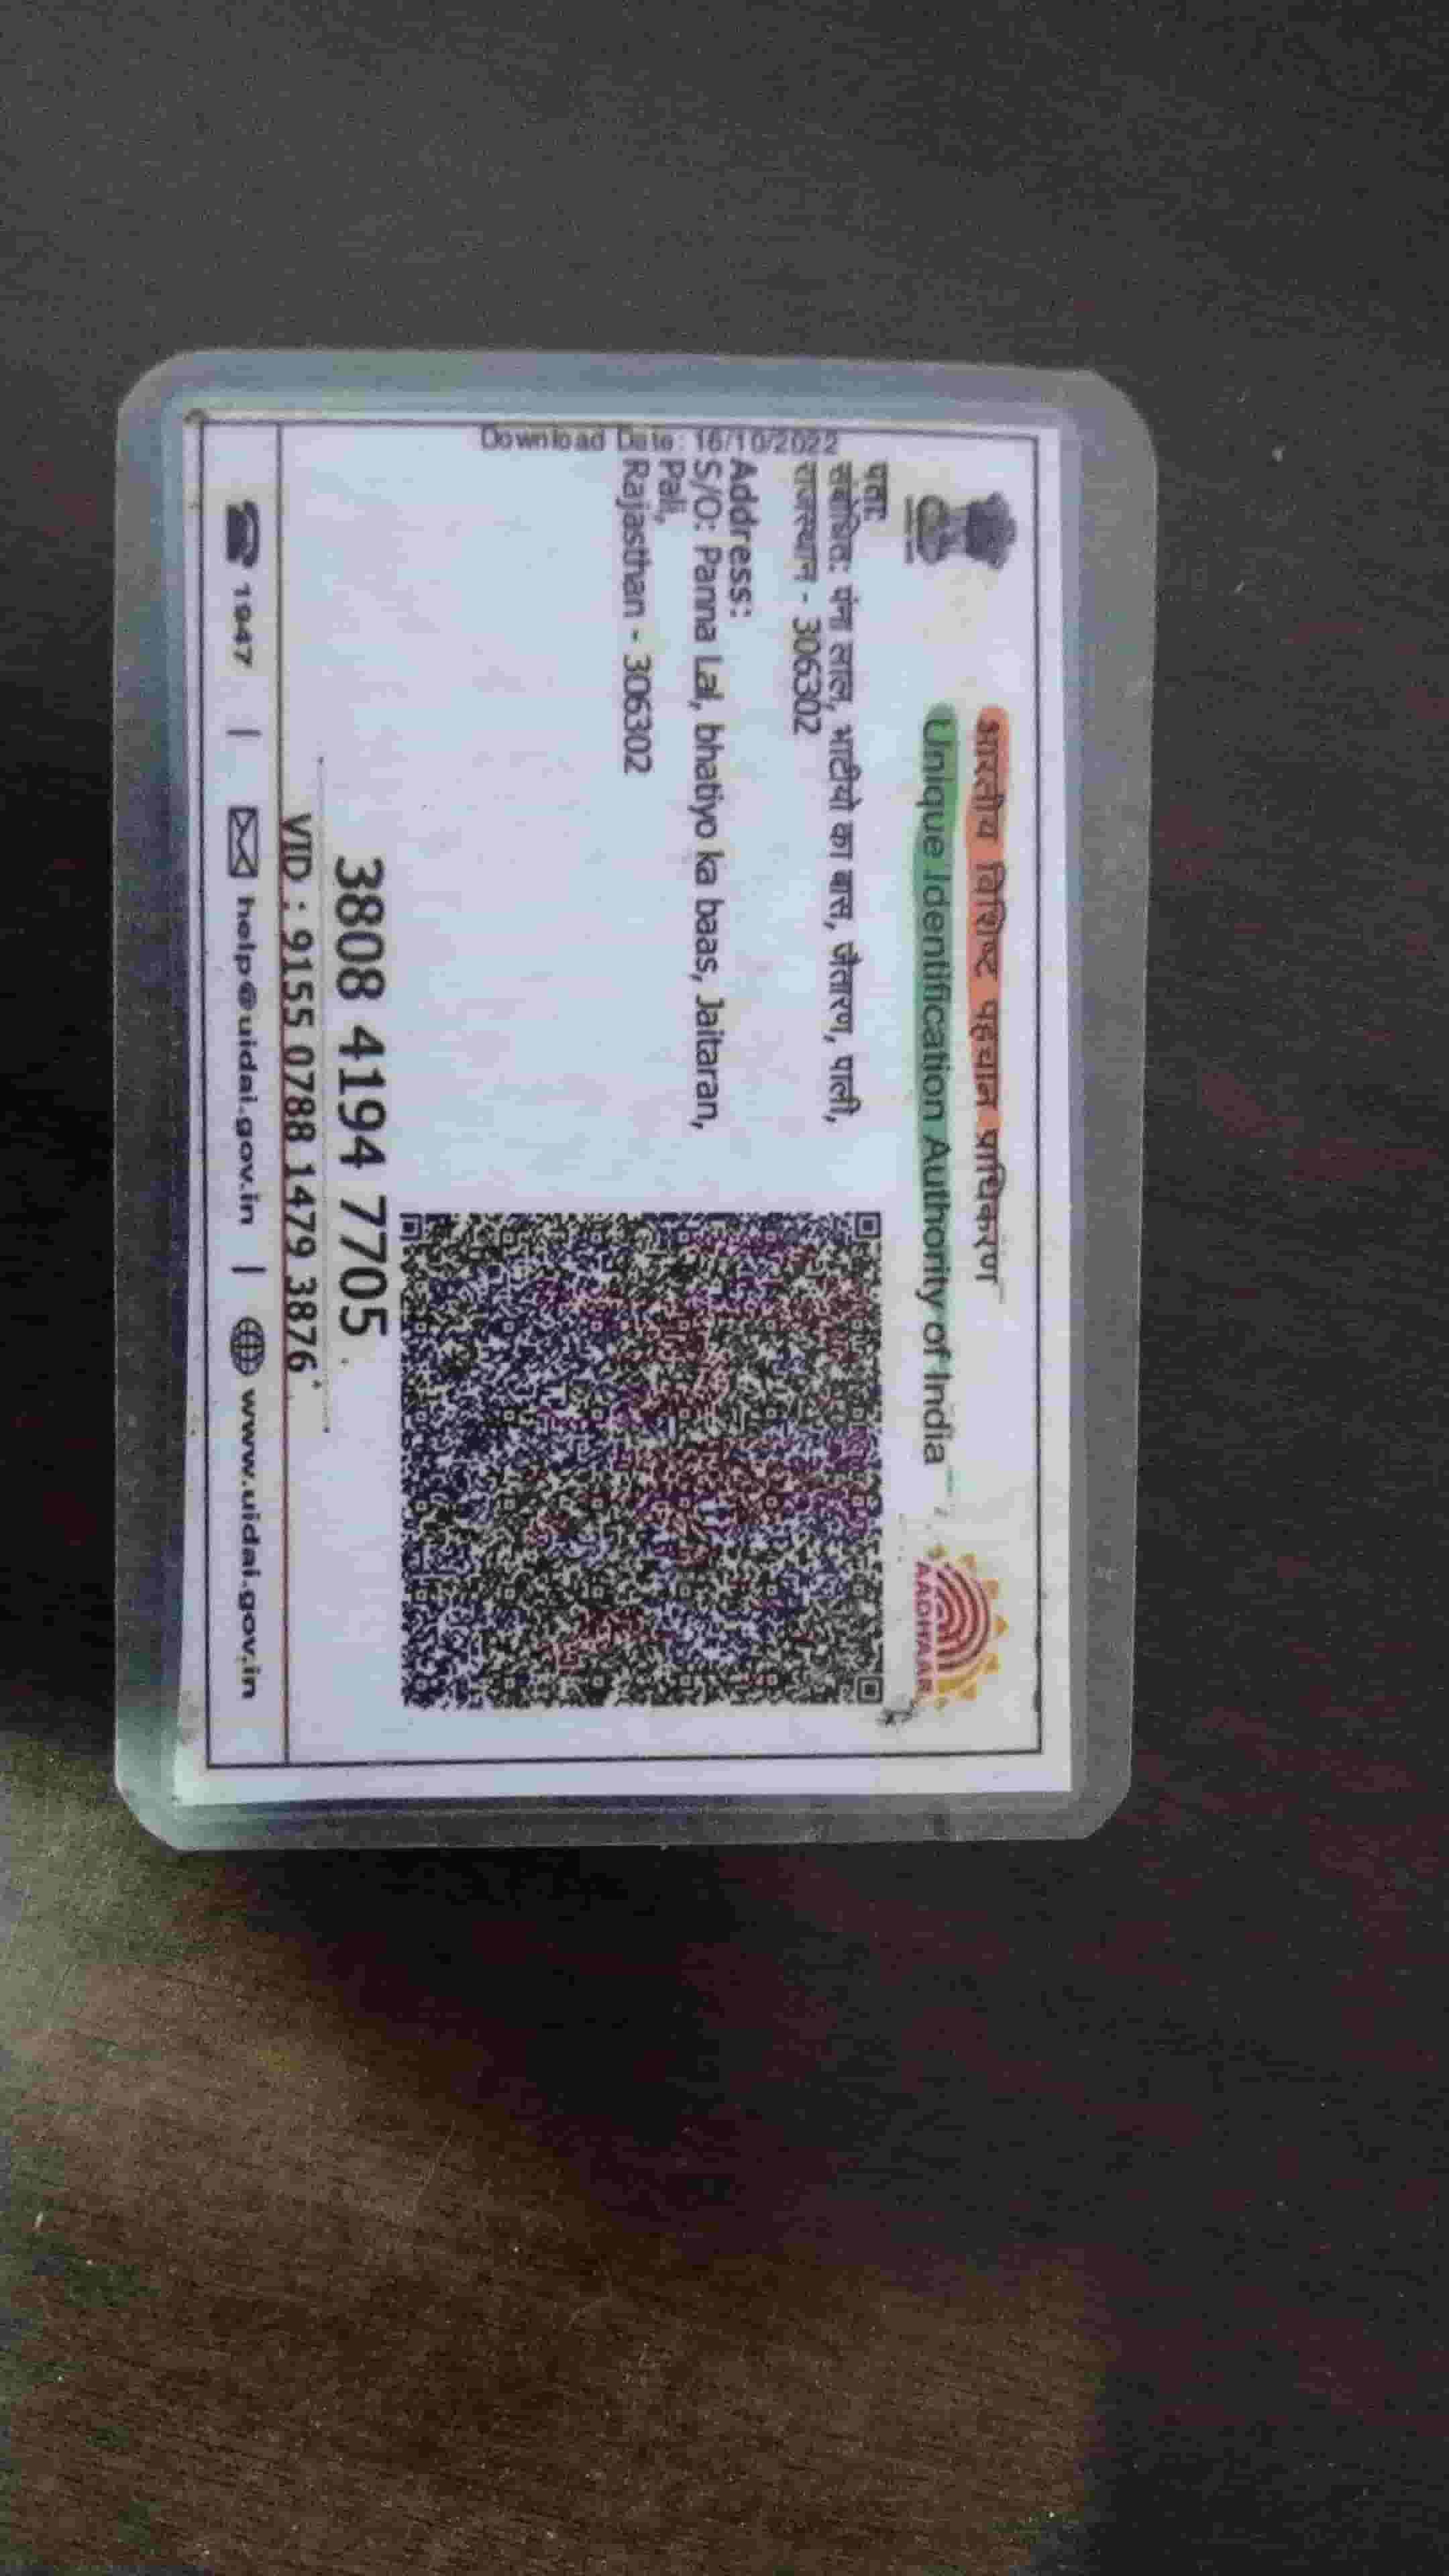 भारतीय विशिष्ट पहचान प्राधिकरण
Unique Identification Authority of India
AADHAAR
Download Date: 16/10/2022
पता:
संबोधित: पंना लाल, भाटीयो का बास, जैतारण, पाली,
राजस्थान - 306302
Address:
S/O: Panna Lal, bhatiyo ka baas, Jaitaran,
Pali,
Rajasthan - 306302
3808 4194 7705
VID : 9155 0788 1479 3876
1947 | help@uidai.gov.in | www.uidai.gov.in